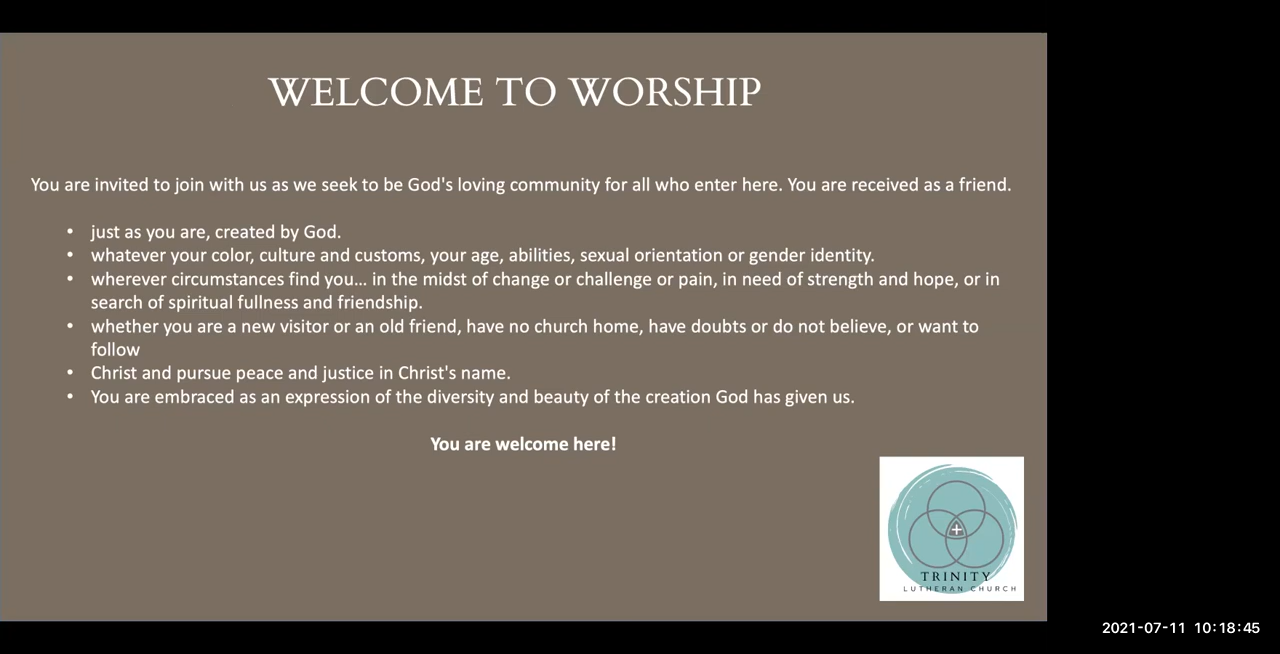 WELCOME TO WORSHIP
You are invited to join with us as we seek to be God's loving community for all who enter here. You are received as a friend.
• just as you are, created by God.
• whatever your color, culture and customs, your age, abilities, sexual orientation or gender identity.
• wherever circumstances find you... in the midst of change or challenge or pain, in need of strength and hope, or in
search of spiritual fullness and friendship.
• whether you are a new visitor or an old friend, have no church home, have doubts or do not believe, or want to
follow
• Christ and pursue peace and justice in Christ's name.
• You are embraced as an expression of the diversity and beauty of the creation God has given us.
You are welcome here!
TRINITY
LUTHERAN CHURCH
2021-07-11 10:18:45